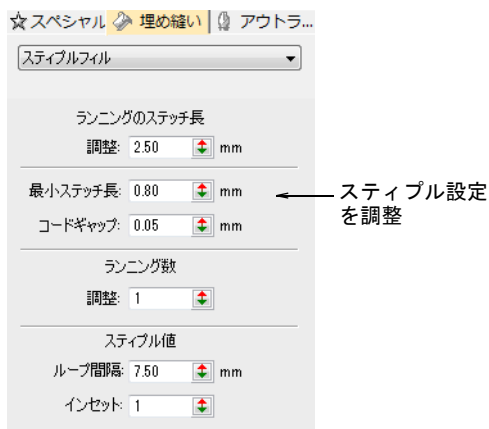 スペシャル 埋め縫い アウトラ...
スティプルフィル
ランニングのステッチ長
調整: 2.50 mm
最小ステッチ長: 0.80 mm
コードギャップ: 0.05 mm
スティプル設定
を調整
ランニング数
調整: 1
スティプル値
ループ間隔: 7.50 mm
インセット: 1